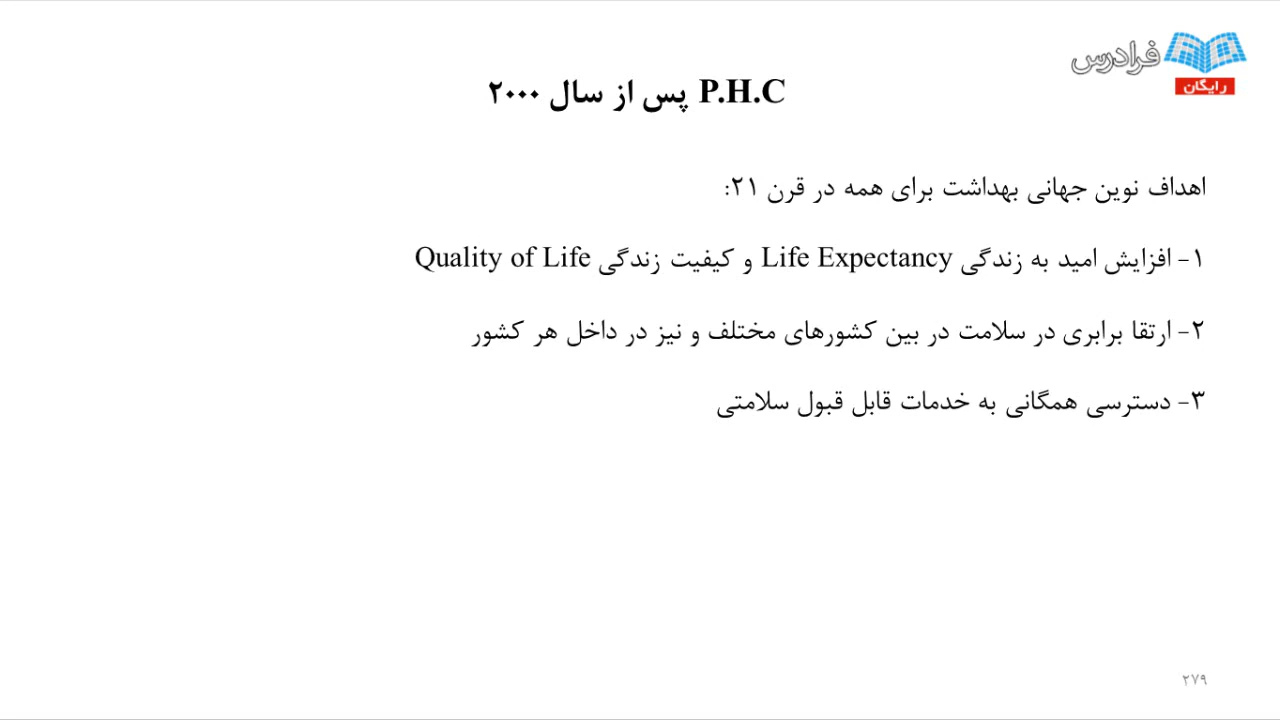 فرادرس
رایگان
P.H.C پس از سال ۲۰۰۰
اهداف نوین جهانی بهداشت برای همه در قرن ۲۱:
۱- افزایش امید به زندگی Life Expectancy و کیفیت زندگی Quality of Life
۲- ارتقا برابری در سلامت در بین کشورهای مختلف و نیز در داخل هر کشور
۳- دسترسی همگانی به خدمات قابل قبول سلامتی
۲۷۹